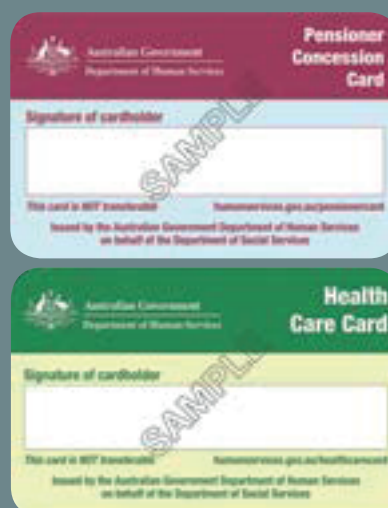 Australian Government
Department of Human Services
Pensioner
Concession
Card
Signature of cardholder
SAMPLE
This card is NOT transferable
humanservices.gov.au/pensionercard
Issued by the Australian Government Department of Human Services
on behalf of the Department of Social Services
Australian Government
Department of Human Services
Health
Care Card
Signature of cardholder
SAMPLE
This card is NOT transferable
humanservices.gov.au/healthcarecard
Issued by the Australian Government Department of Human Services
on behalf of the Department of Social Services